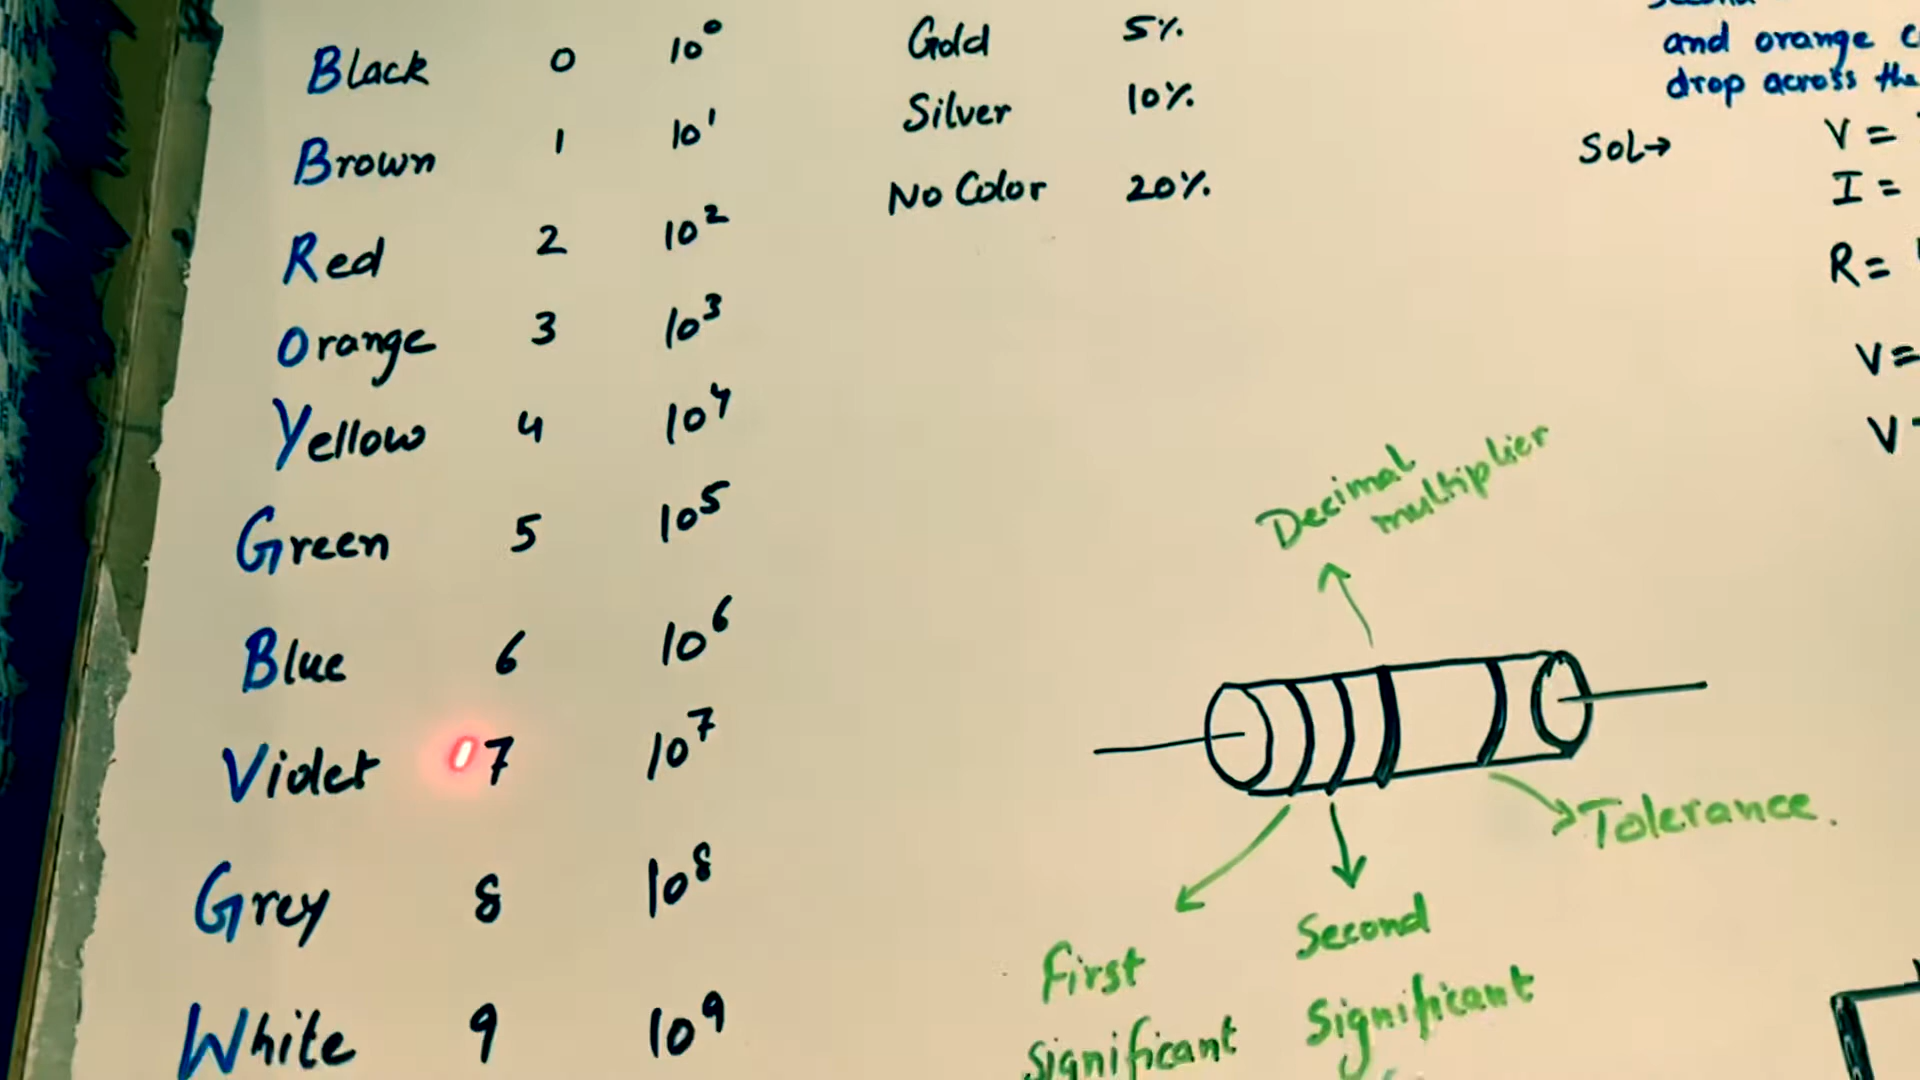 Black 0 10⁰
Brown 1 10¹
Red 2 10²
Orange 3 10³
Yellow 4 10⁴
Green 5 10⁵
Blue 6 10⁶
Violet 7 10⁷
Grey 8 10⁸
White 9 10⁹
Gold 5%
Silver 10%
No Color 20%
Decimal
multiplier
Tolerance.
First
Significant
Second
Significant
and orange
drop across the
Sol→
V =
I =
R =
V =
V